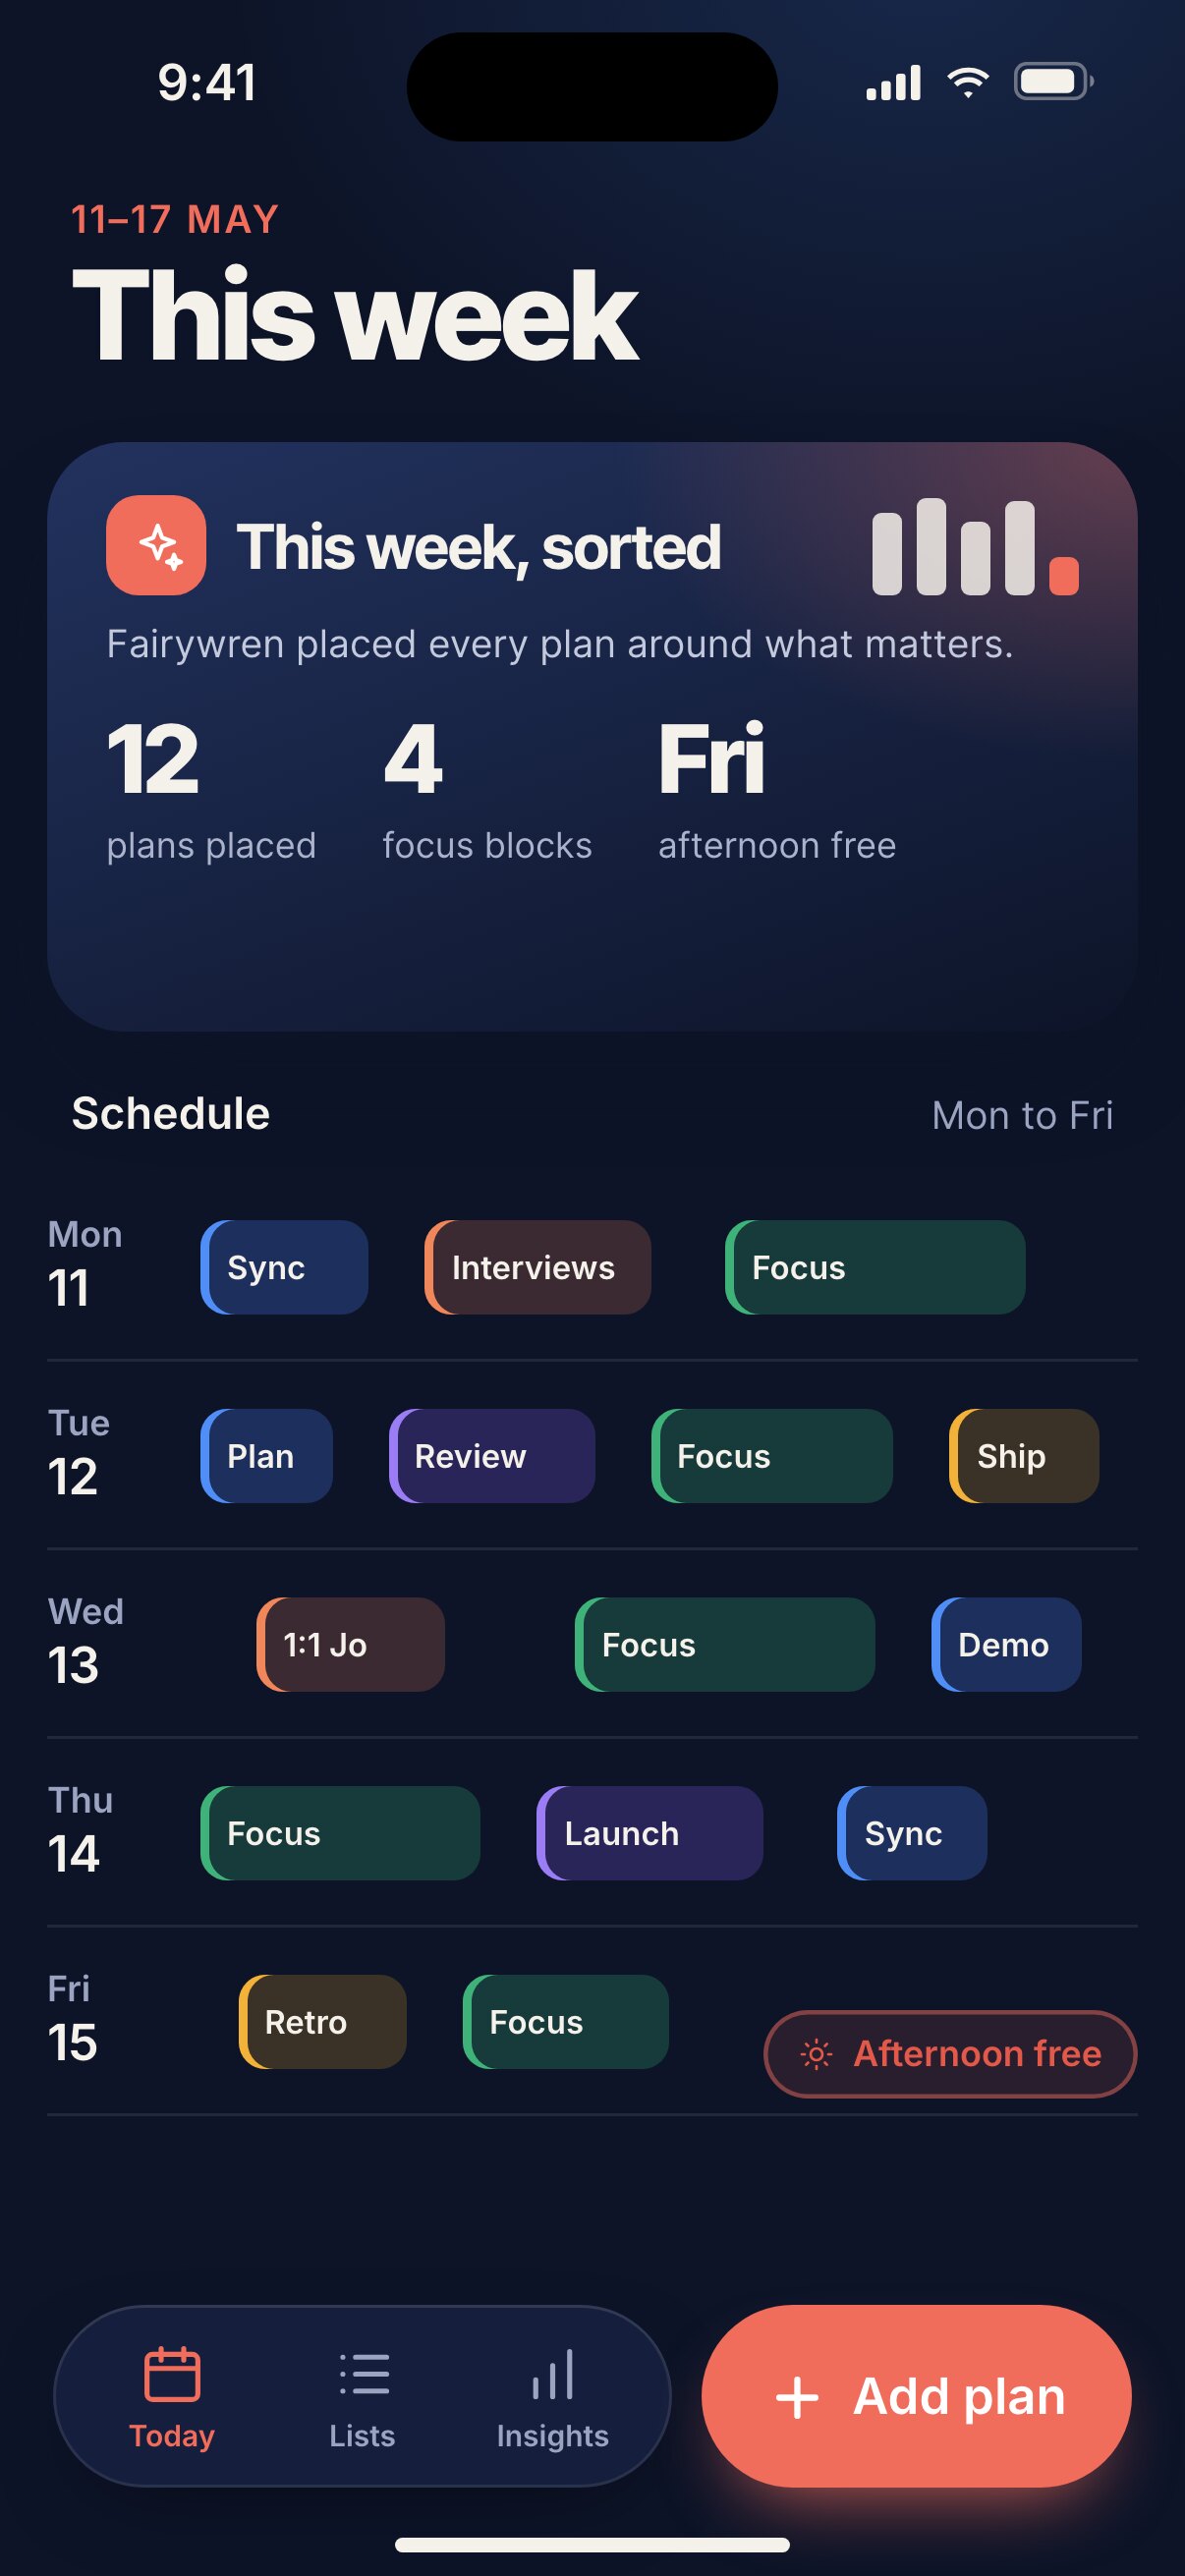 9:41
11–17 MAY
This week
This week, sorted
Fairywren placed every plan around what matters.
12 4 Fri
plans placed focus blocks afternoon free
Schedule Mon to Fri
Mon
11 Sync Interviews Focus
Tue
12 Plan Review Focus Ship
Wed
13 1:1 Jo Focus Demo
Thu
14 Focus Launch Sync
Fri
15 Retro Focus Afternoon free
Today Lists Insights Add plan